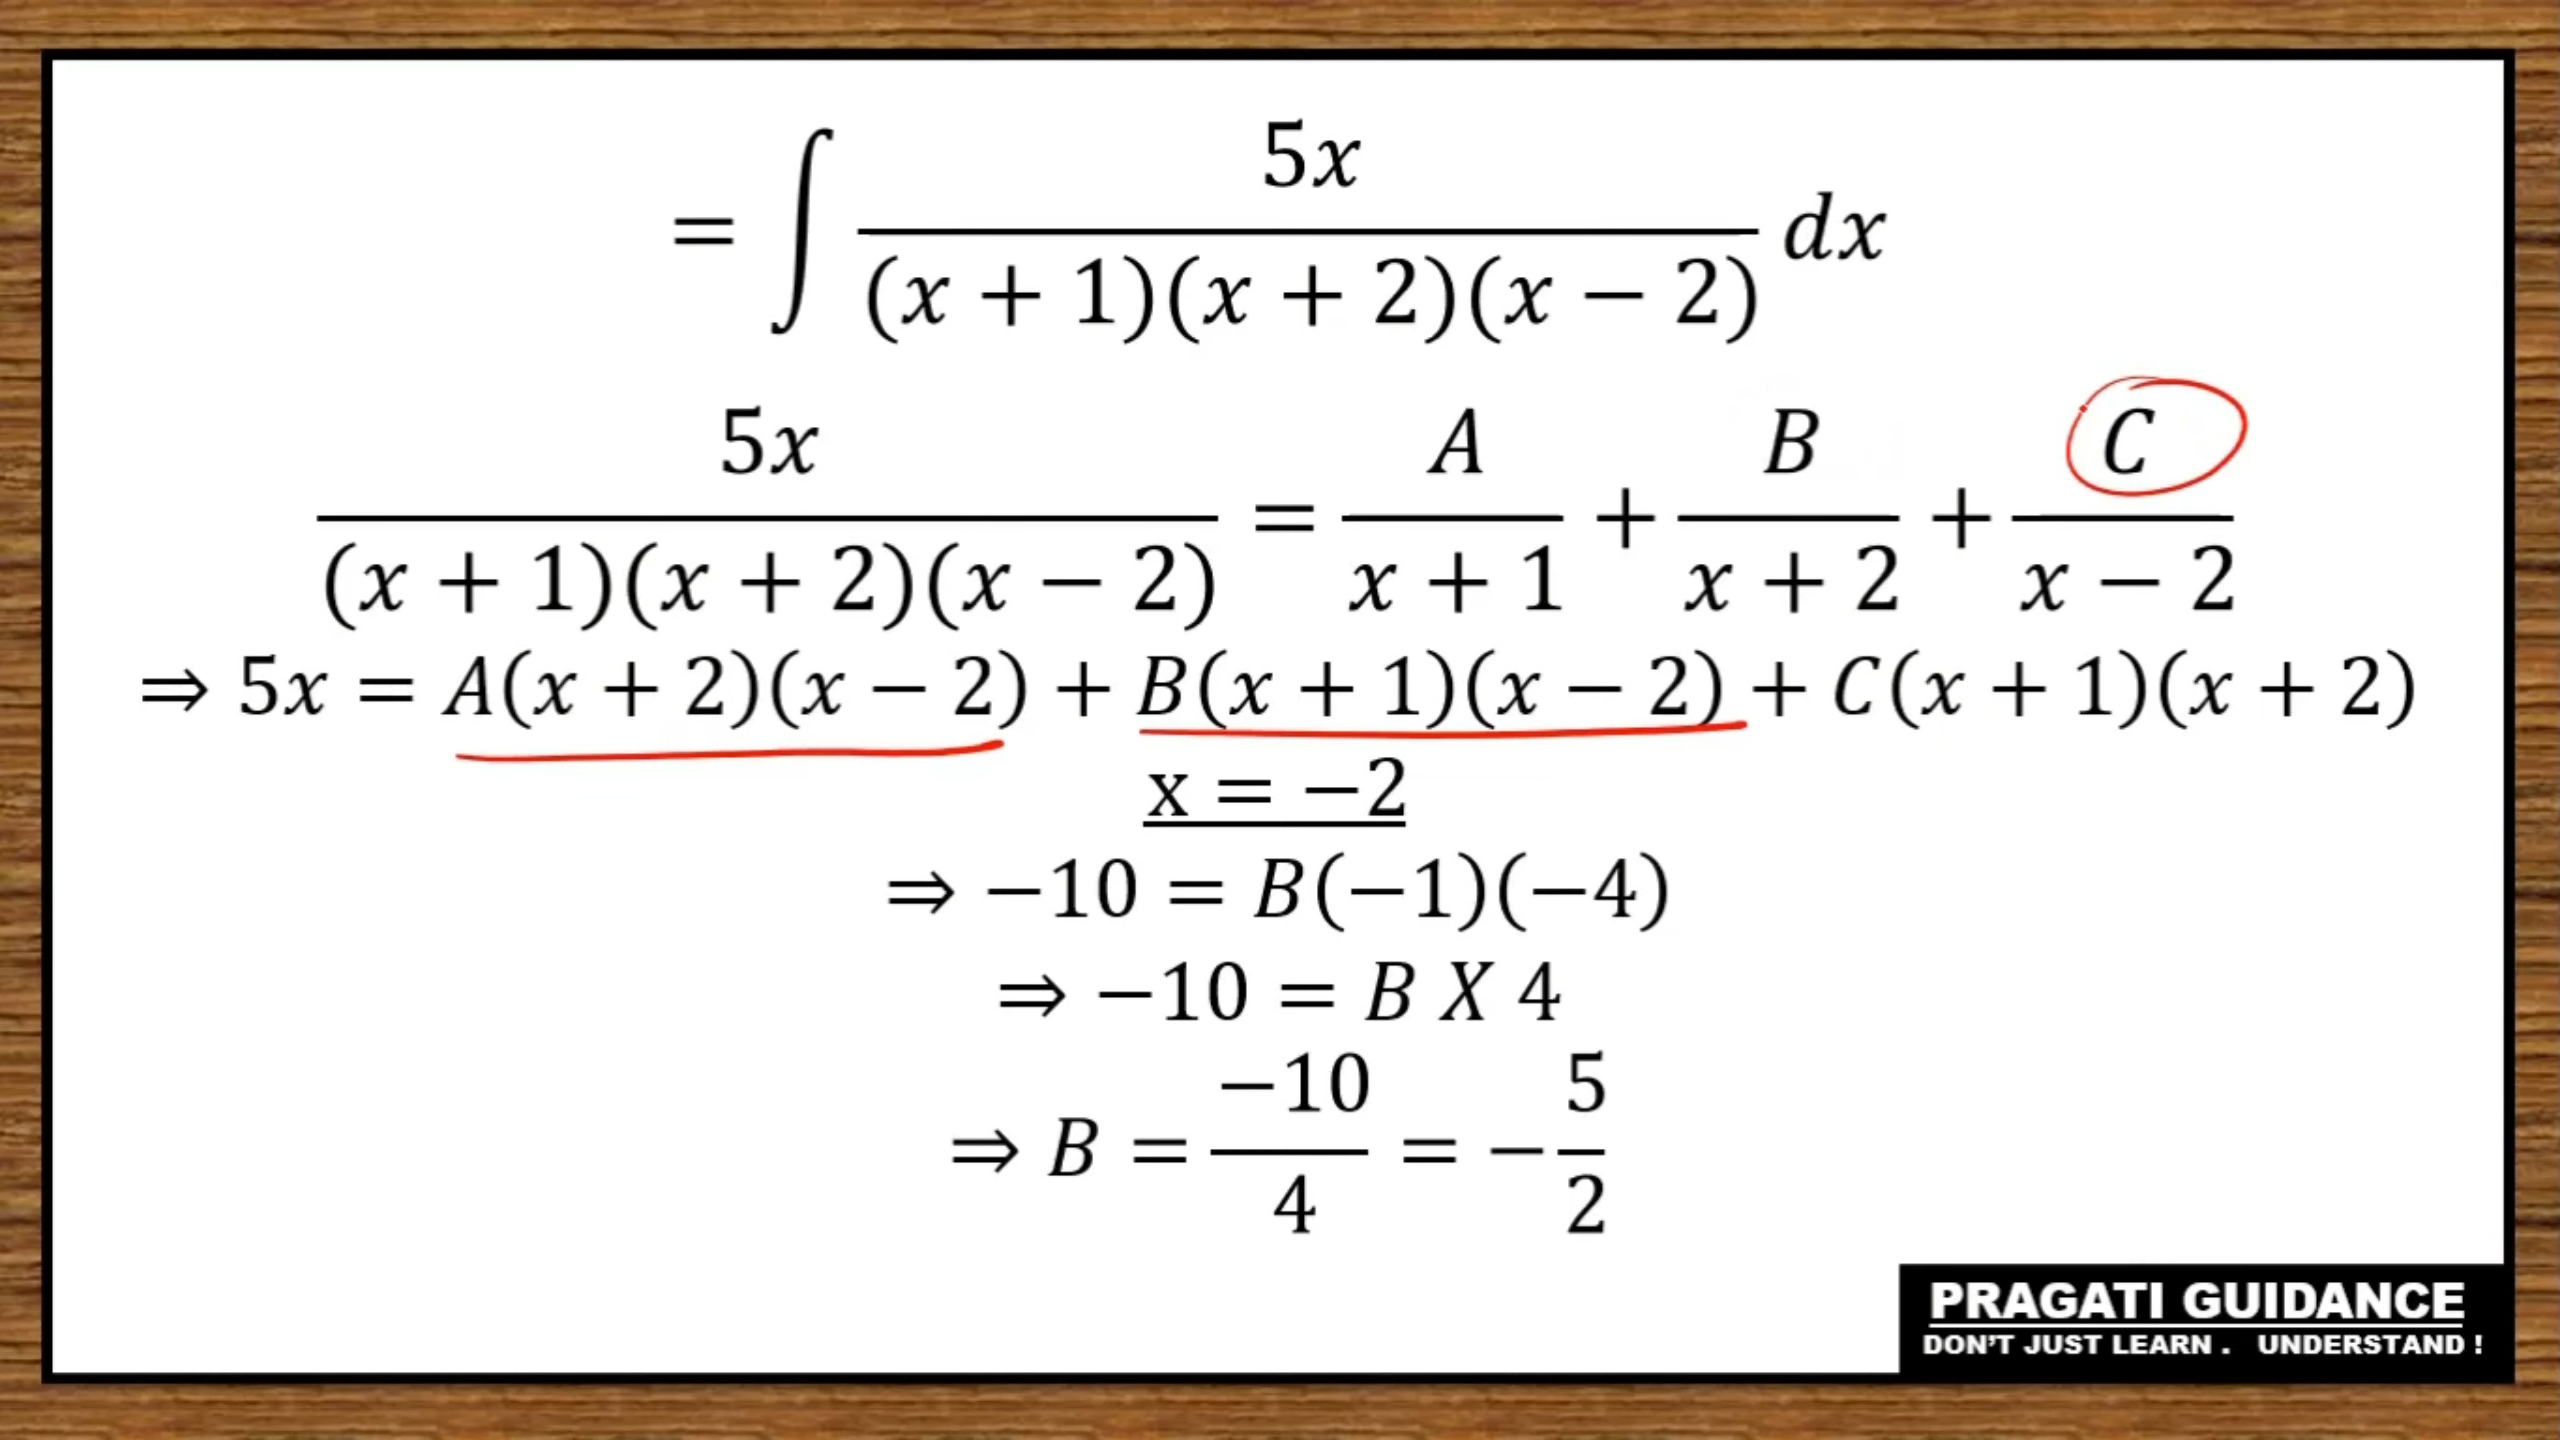 = ∫ 5x / (x + 1)(x + 2)(x − 2) dx
5x / (x + 1)(x + 2)(x − 2) = A / x + 1 + B / x + 2 + C / x − 2
⇒ 5x = A(x + 2)(x − 2) + B(x + 1)(x − 2) + C(x + 1)(x + 2)
x = −2
⇒ −10 = B(−1)(−4)
⇒ −10 = B X 4
⇒ B = −10 / 4 = − 5 / 2
PRAGATI GUIDANCE
DON'T JUST LEARN . UNDERSTAND !